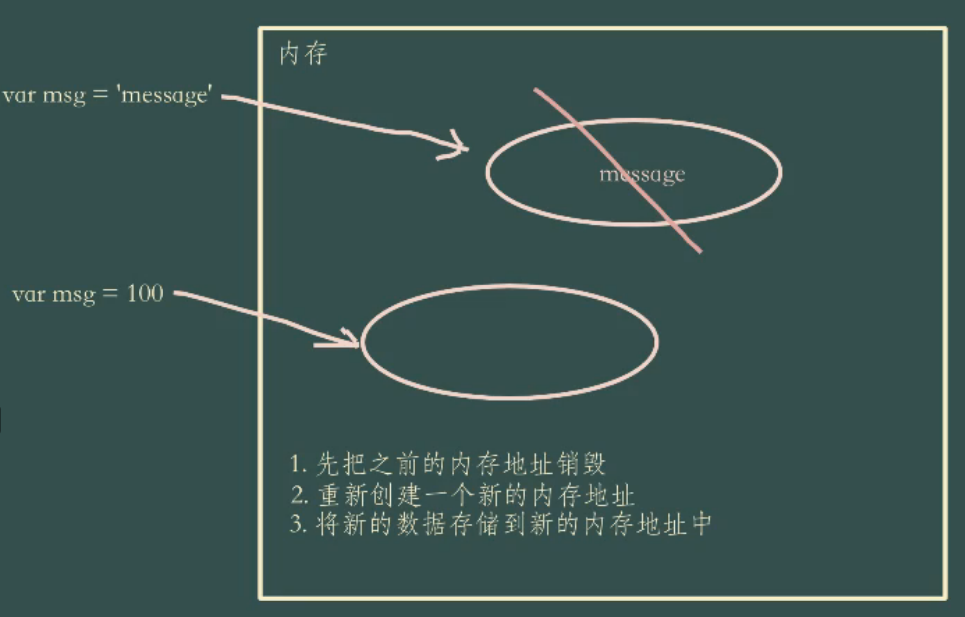 内存
var msg = 'message'
message
var msg = 100
1. 先把之前的内存地址销毁
2. 重新创建一个新的内存地址
3. 将新的数据存储到新的内存地址中